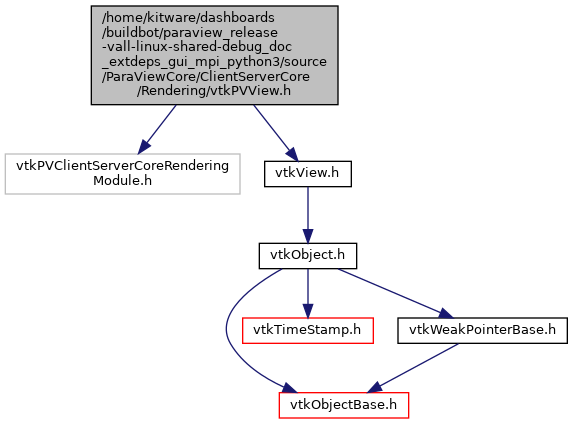 /home/kitware/dashboards
/buildbot/paraview_release
-vall-linux-shared-debug_doc
_extdeps_gui_mpi_python3/source
/ParaViewCore/ClientServerCore
/Rendering/vtkPVView.h
vtkPVClientServerCoreRendering
Module.h
vtkView.h
vtkObject.h
vtkTimeStamp.h
vtkWeakPointerBase.h
vtkObjectBase.h